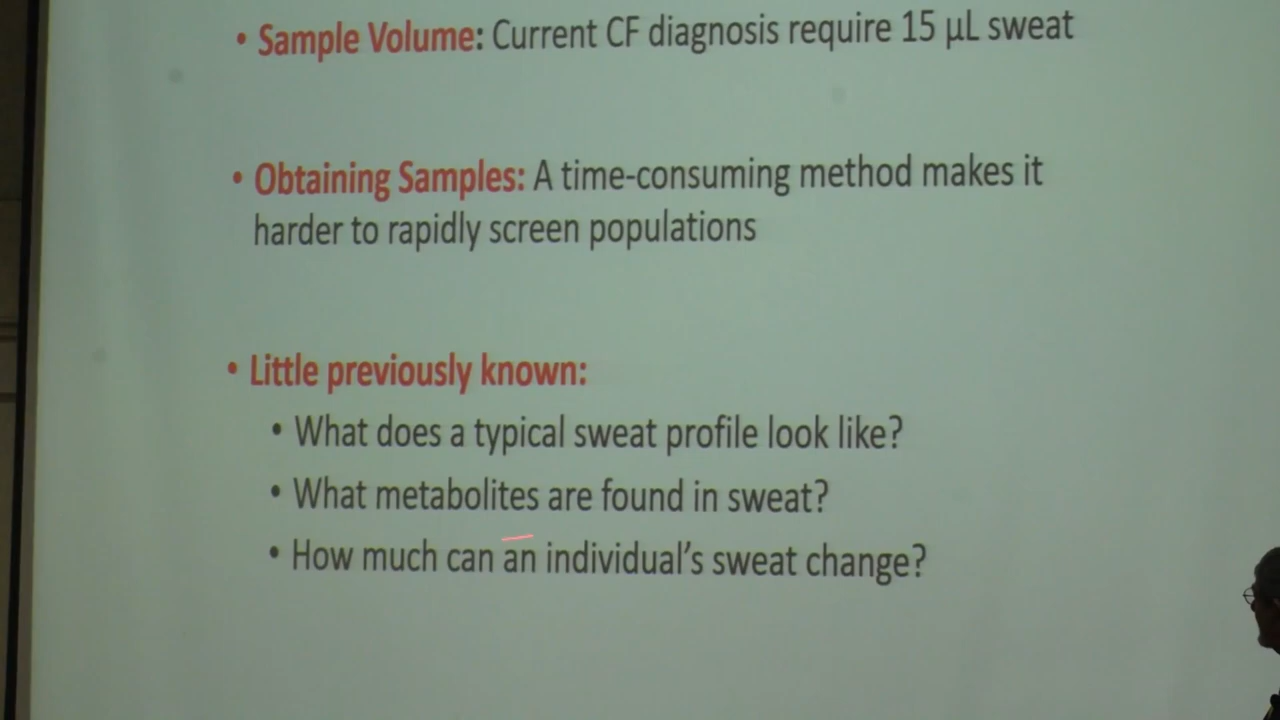 • Sample Volume: Current CF diagnosis require 15 µL sweat
• Obtaining Samples: A time-consuming method makes it
harder to rapidly screen populations
• Little previously known:
• What does a typical sweat profile look like?
• What metabolites are found in sweat?
• How much can an individual's sweat change?